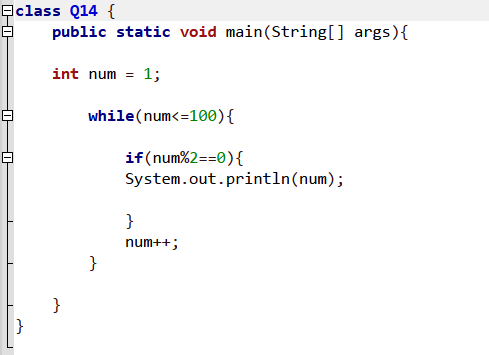 class Q14 {
public static void main(String[] args){
int num = 1;
while(num<=100){
if(num%2==0){
System.out.println(num);
}
num++;
}
}
}